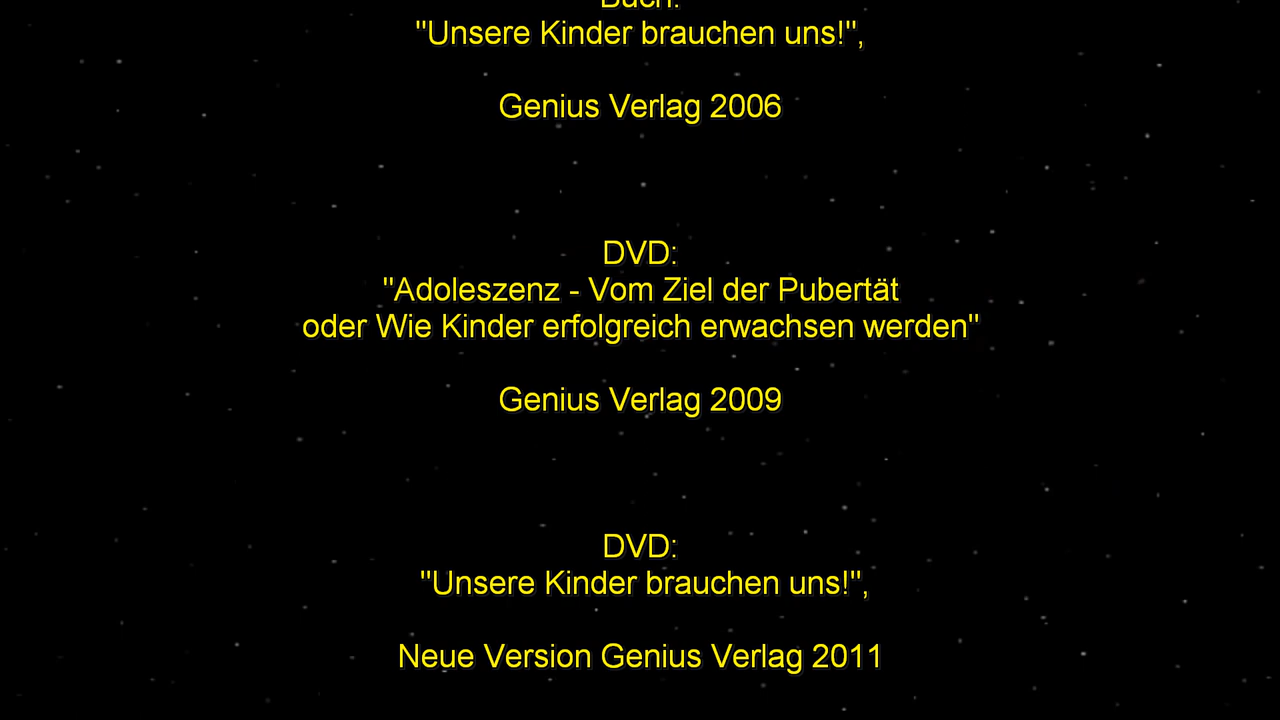 Buch:
"Unsere Kinder brauchen uns!",
Genius Verlag 2006
DVD:
"Adoleszenz - Vom Ziel der Pubertät
oder Wie Kinder erfolgreich erwachsen werden"
Genius Verlag 2009
DVD:
"Unsere Kinder brauchen uns!",
Neue Version Genius Verlag 2011